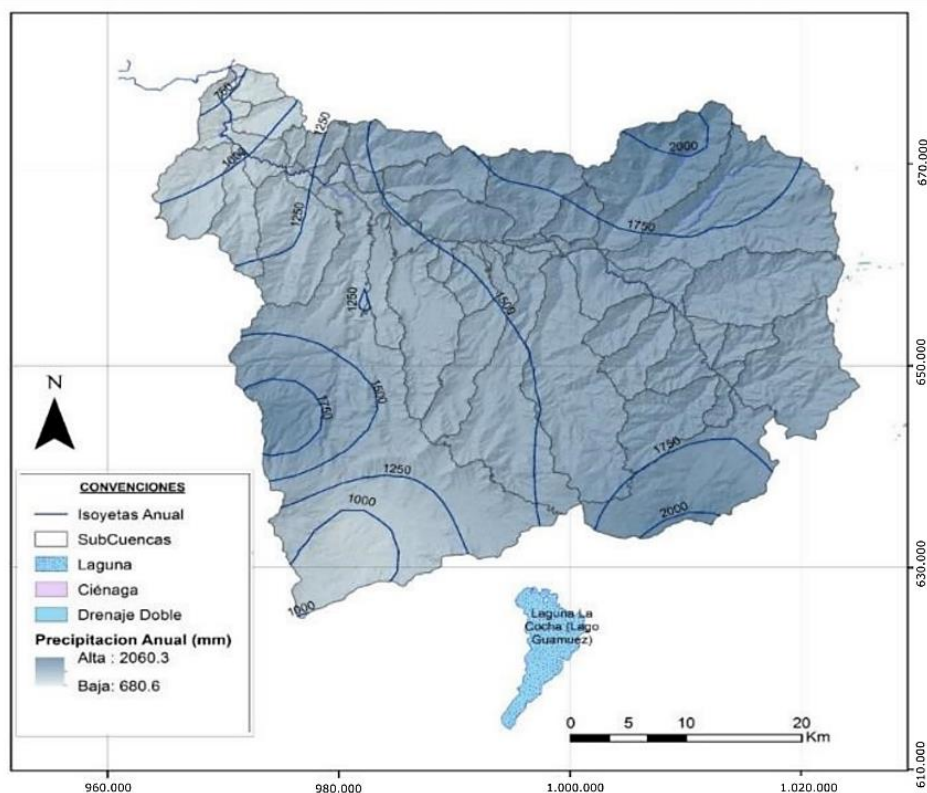 750
1000
1250
1250
2000
1750
1250
1500
1500
1750
1250
1000
1750
2000
1000
670.000
650.000
630.000
610.000
N
CONVENCIONES
Isoyetas Anual
SubCuencas
Laguna
Ciénaga
Drenaje Doble
Precipitacion Anual (mm)
Alta : 2060.3
Baja: 680.6
Laguna La
Cocha (Lago
Guamuez)
0 5 10 20
Km
960.000 980.000 1.000.000 1.020.000